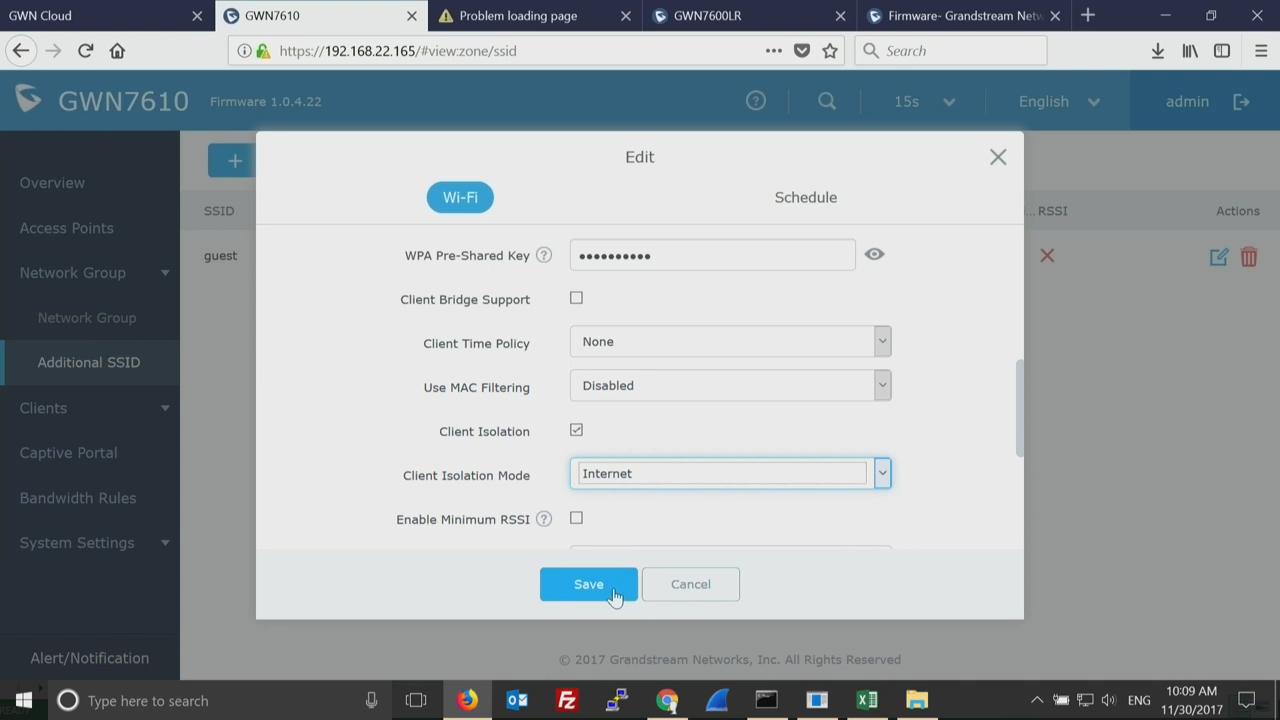 GWN Cloud
GWN7610
Problem loading page
GWN7600LR
Firmware- Grandstream Netw
https://192.168.22.165/#view:zone/ssid
Search
GWN7610
Firmware 1.0.4.22
15s
English
admin
Edit
Wi-Fi
Schedule
Overview
Access Points
Network Group
Network Group
Additional SSID
Clients
Captive Portal
Bandwidth Rules
System Settings
Alert/Notification
SSID
... RSSI
Actions
guest
WPA Pre-Shared Key
Client Bridge Support
Client Time Policy
None
Use MAC Filtering
Disabled
Client Isolation
Client Isolation Mode
Internet
Enable Minimum RSSI
Save
Cancel
© 2017 Grandstream Networks, Inc. All Rights Reserved
Type here to search
ENG
10:09 AM
11/30/2017